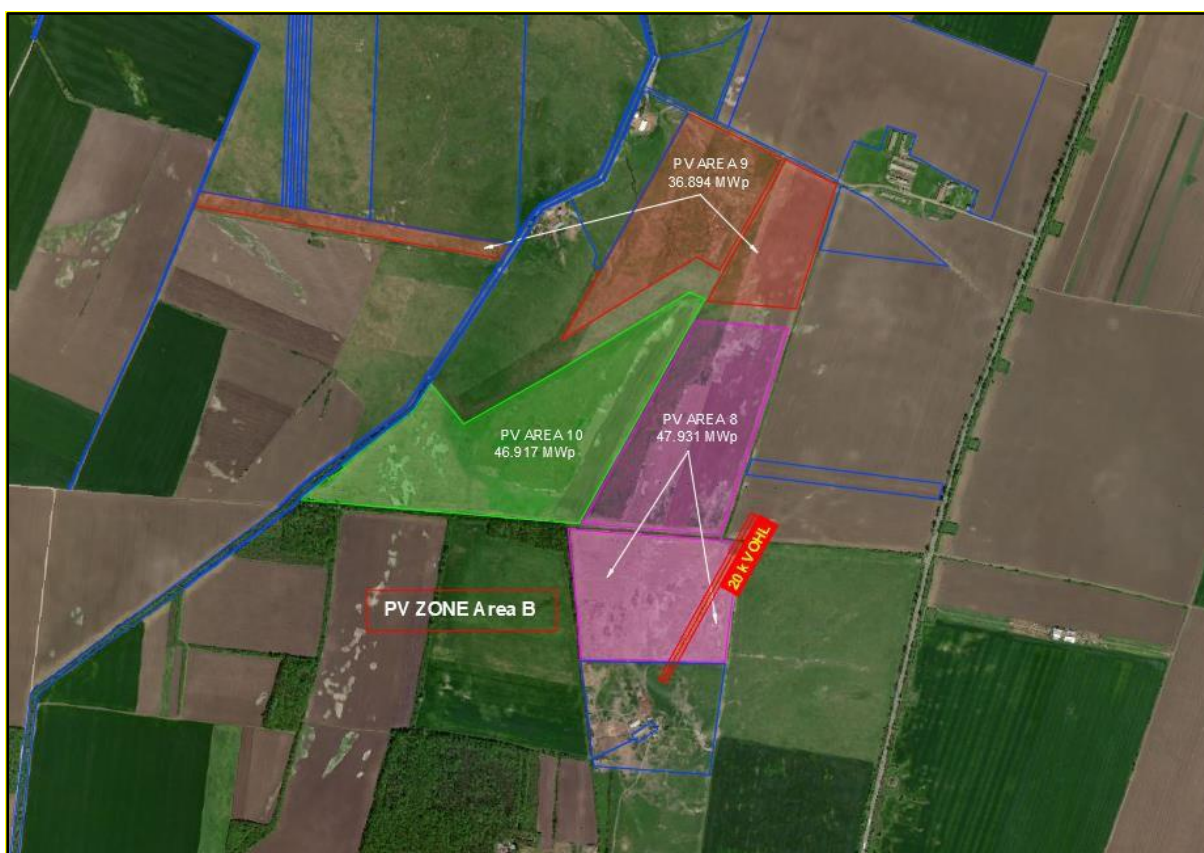 PV AREA 9
36.894 MWp
PV AREA 8
47.931 MWp
PV AREA 10
46.917 MWp
20 kV OHL
PV ZONE Area B